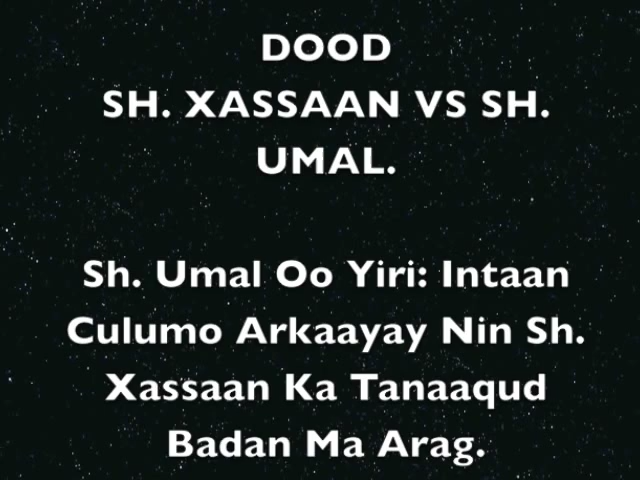 DOOD
SH. XASSAAN VS SH.
UMAL.
Sh. Umal Oo Yiri: Intaan
Culumo Arkaayay Nin Sh.
Xassaan Ka Tanaaqud
Badan Ma Arag.